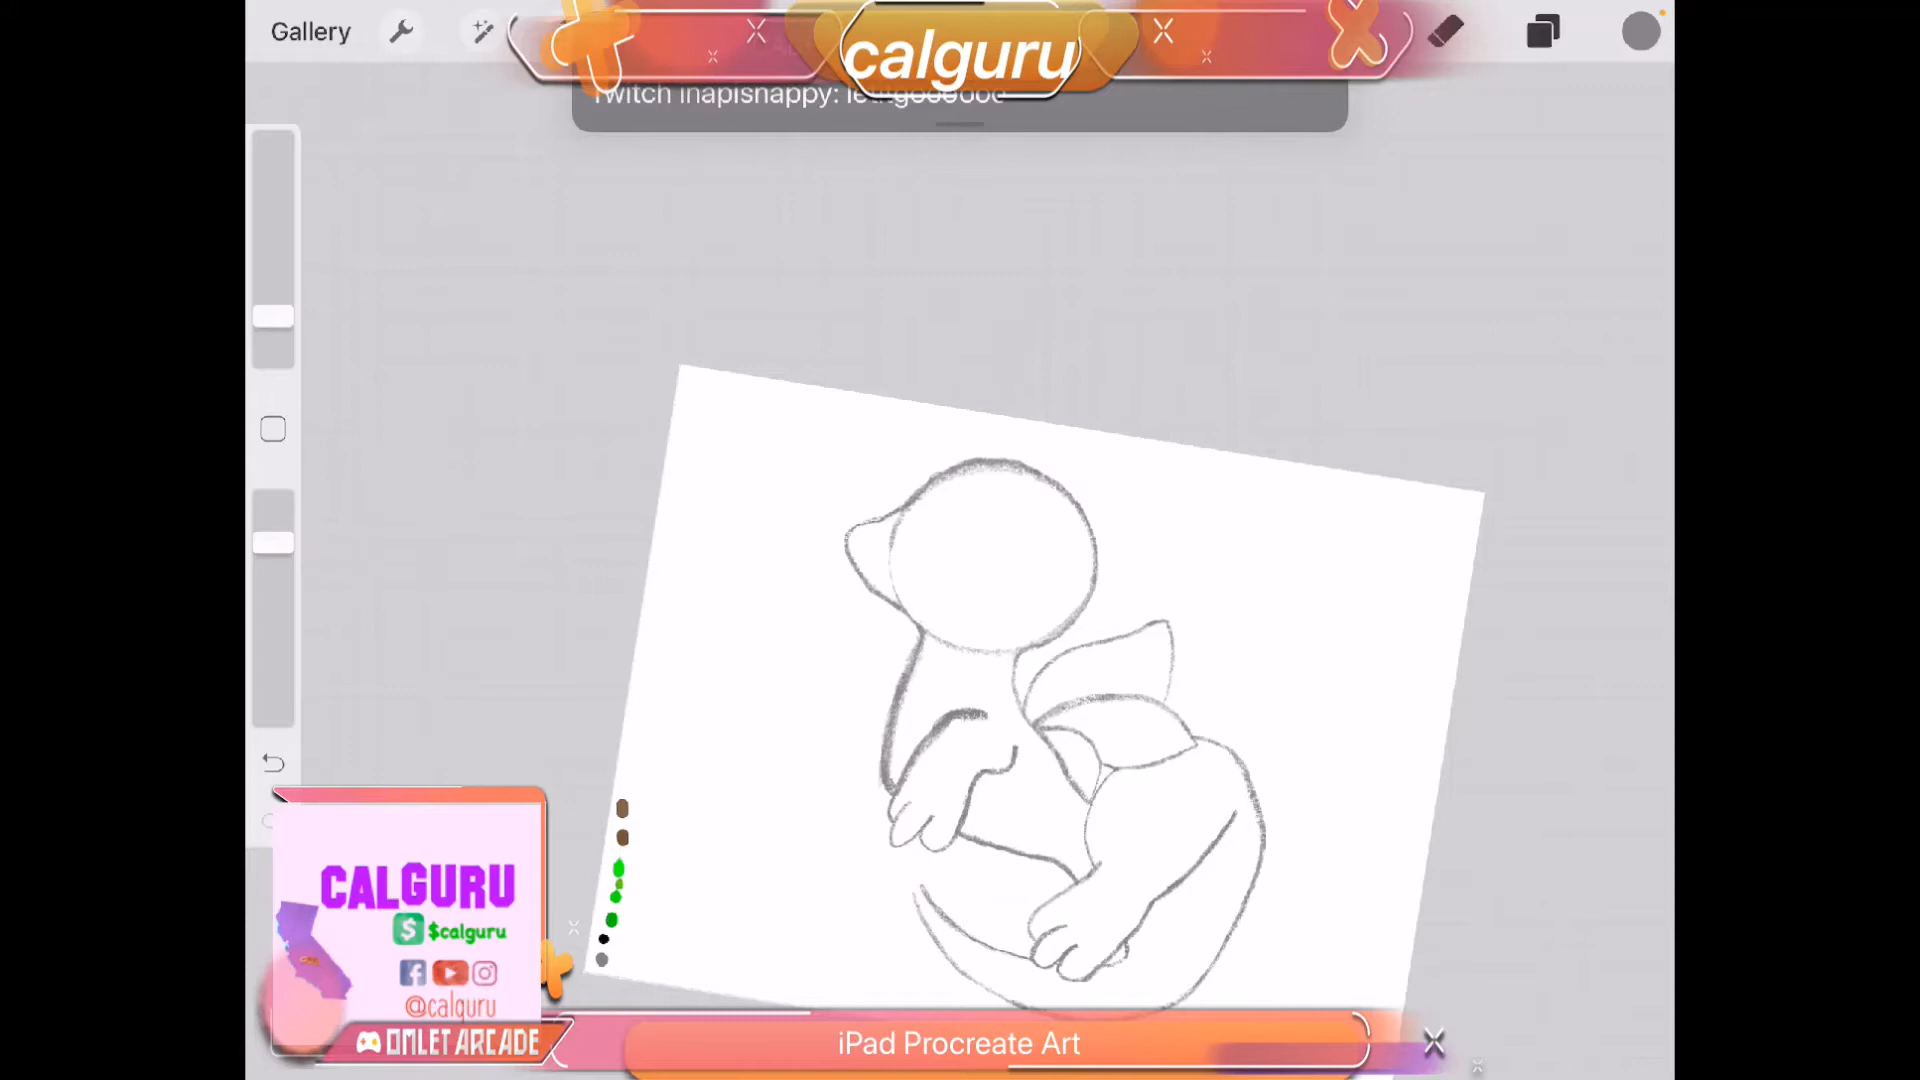 Gallery
calguru
Twitch inapisnappy:
CALGURU
$ $calguru
@calguru
OMLET ARCADE
iPad Procreate Art